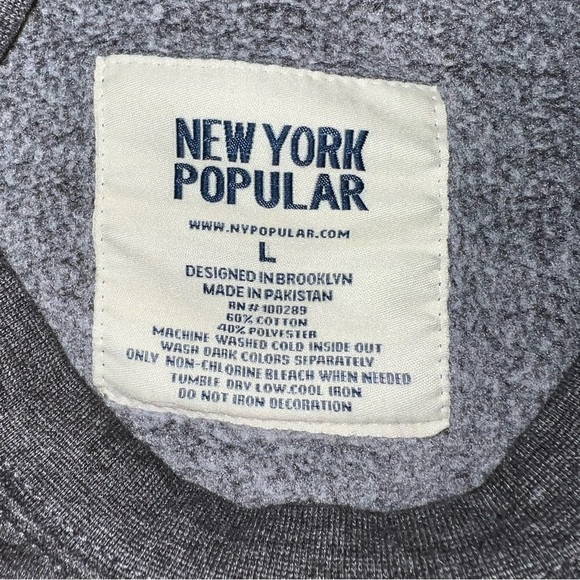 NEW YORK
POPULAR
WWW.NYPOPULAR.COM
L
DESIGNED IN BROOKLYN
MADE IN PAKISTAN
RN# 100289
60% COTTON
40% POLYESTER
MACHINE WASHED COLD INSIDE OUT
WASH DARK COLORS SEPARATELY
ONLY NON-CHLORINE BLEACH WHEN NEEDED
TUMBLE DRY LOW.COOL IRON
DO NOT IRON DECORATION